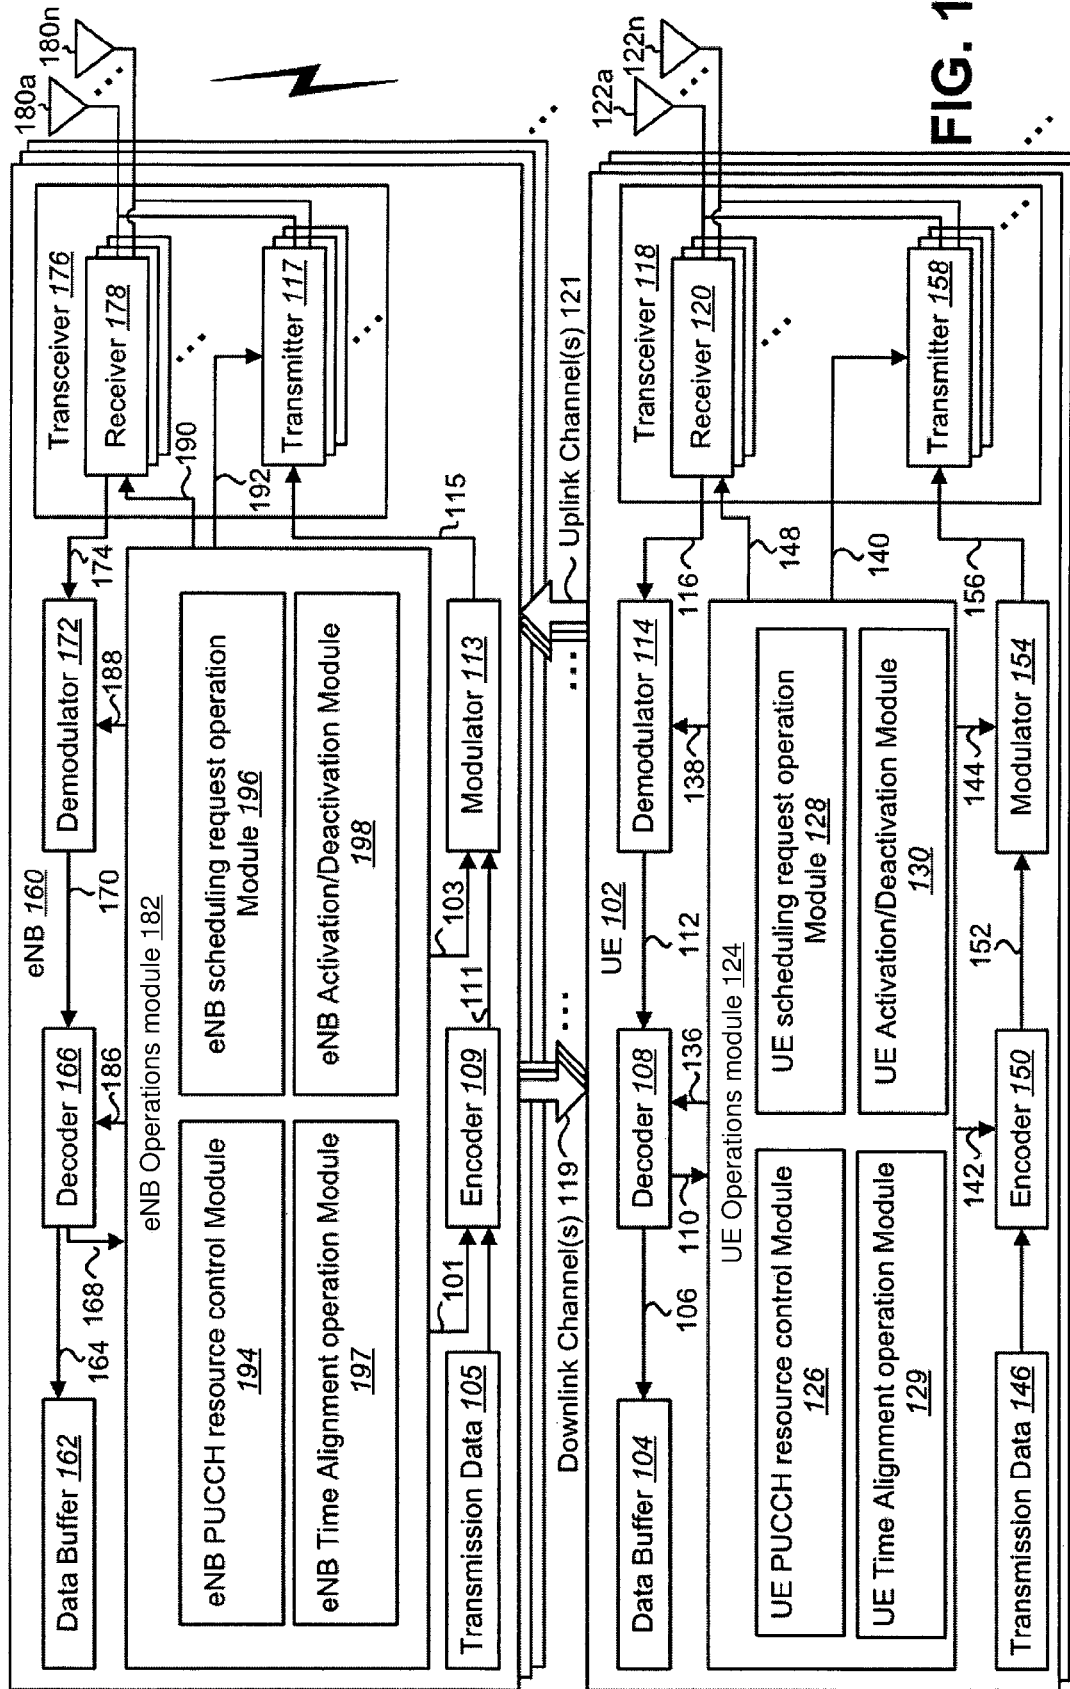 180a
180n
eNB 160
Data Buffer 162
164
Decoder 166
168
170
Demodulator 172
174
Transceiver 176
Receiver 178
186
188
190
eNB Operations module 182
eNB PUCCH resource control Module
194
eNB scheduling request operation
Module 196
eNB Time Alignment operation Module
197
eNB Activation/Deactivation Module
198
192
Transmitter 117
101
103
115
Transmission Data 105
Encoder 109
111
Modulator 113
Downlink Channel(s) 119
Uplink Channel(s) 121
122a
122n
UE 102
Data Buffer 104
106
Decoder 108
110
112
Demodulator 114
116
Transceiver 118
Receiver 120
136
138
148
UE Operations module 124
UE PUCCH resource control Module
126
UE scheduling request operation
Module 128
UE Time Alignment operation Module
129
UE Activation/Deactivation Module
130
140
Transmitter 158
142
144
156
Transmission Data 146
Encoder 150
152
Modulator 154
FIG. 1